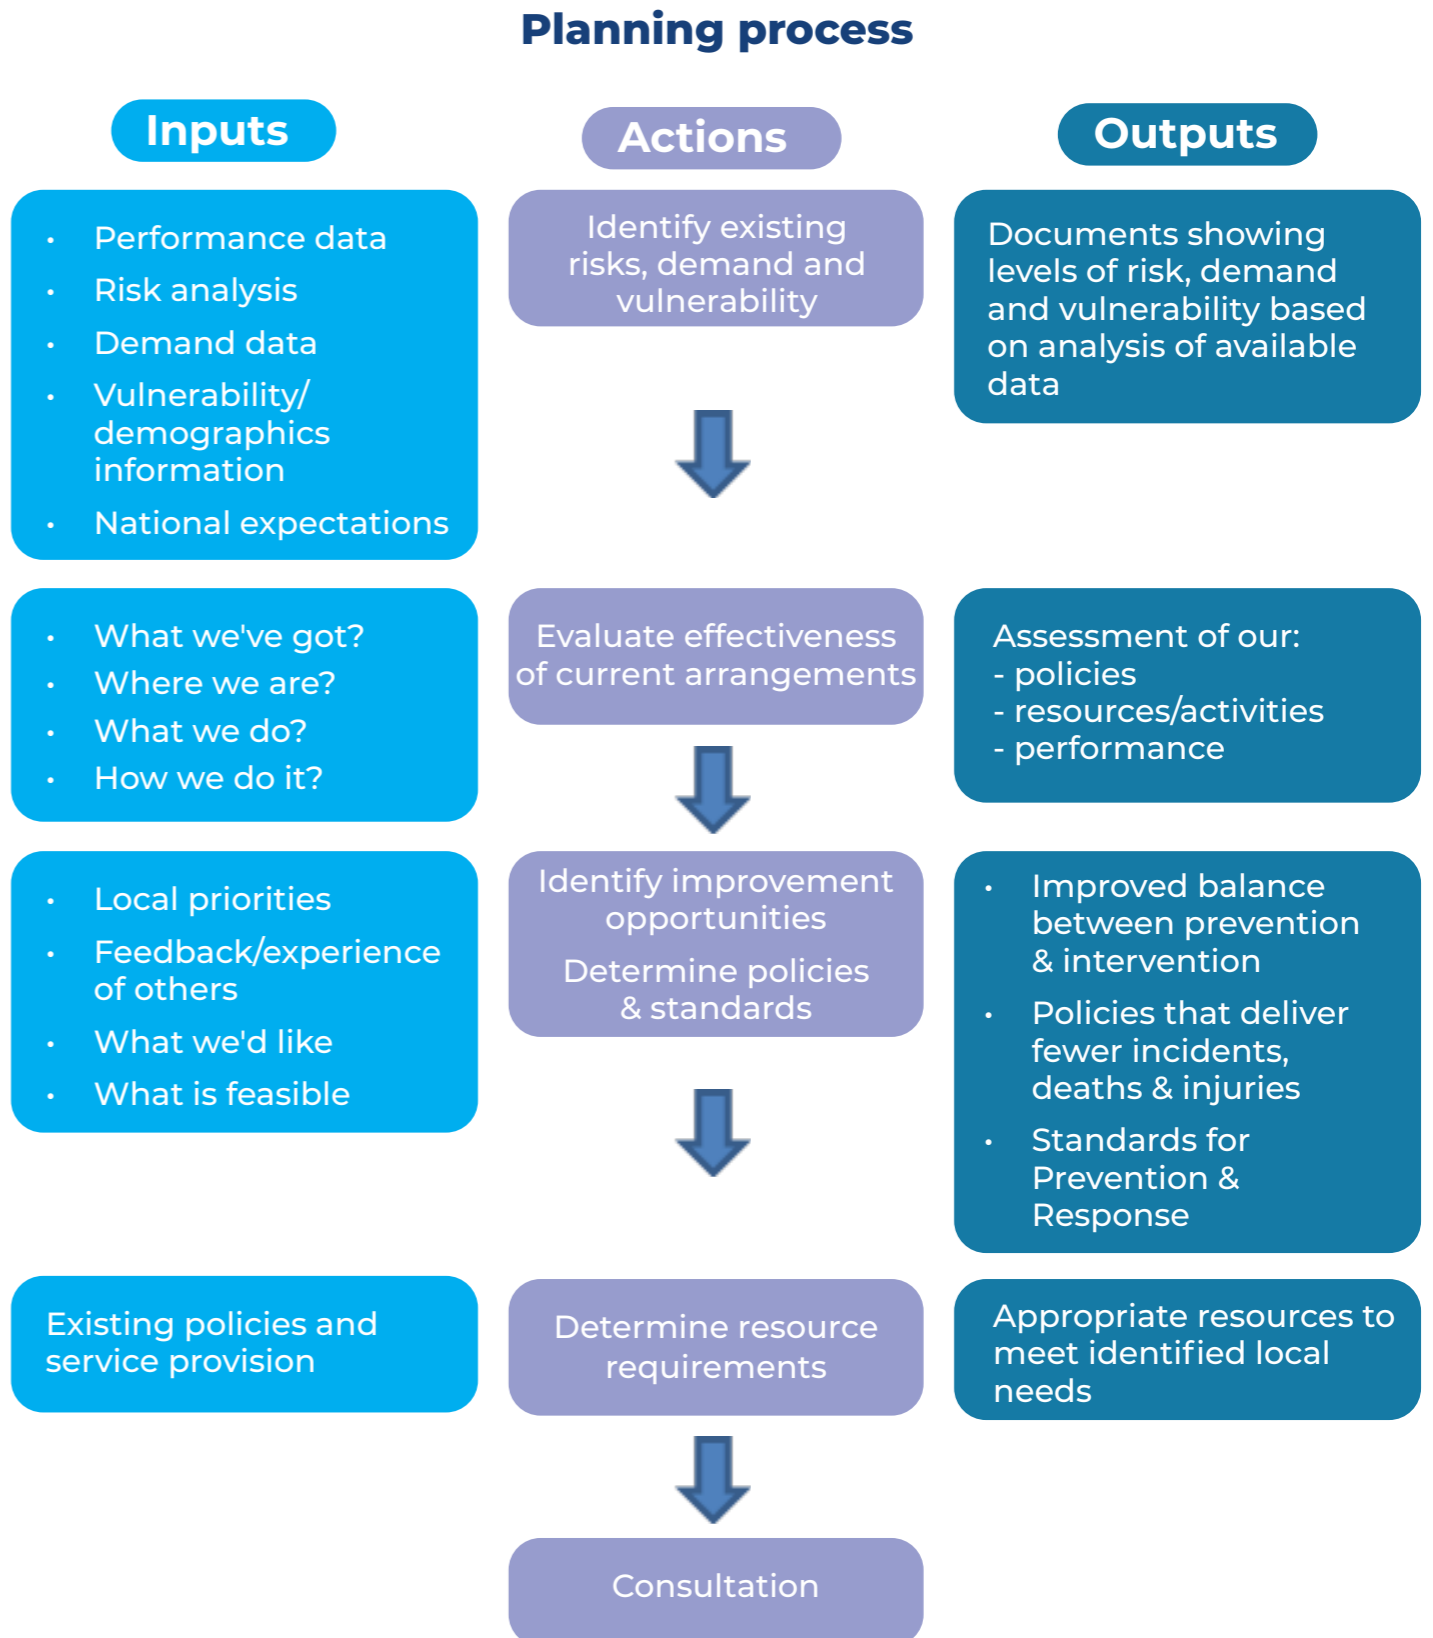 Planning process
Inputs
Actions
Outputs
• Performance data
• Risk analysis
• Demand data
• Vulnerability/
demographics
information
• National expectations
Identify existing
risks, demand and
vulnerability
Documents showing
levels of risk, demand
and vulnerability based
on analysis of available
data
• What we've got?
• Where we are?
• What we do?
• How we do it?
Evaluate effectiveness
of current arrangements
Assessment of our:
- policies
- resources/activities
- performance
• Local priorities
• Feedback/experience
of others
• What we'd like
• What is feasible
Identify improvement
opportunities
Determine policies
& standards
• Improved balance
between prevention
& intervention
• Policies that deliver
fewer incidents,
deaths & injuries
• Standards for
Prevention &
Response
Existing policies and
service provision
Determine resource
requirements
Appropriate resources to
meet identified local
needs
Consultation